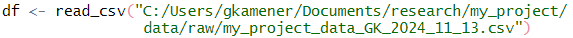 df <- read_csv("C:/Users/gkamener/Documents/research/my_project/
data/raw/my_project_data_GK_2024_11_13.csv")